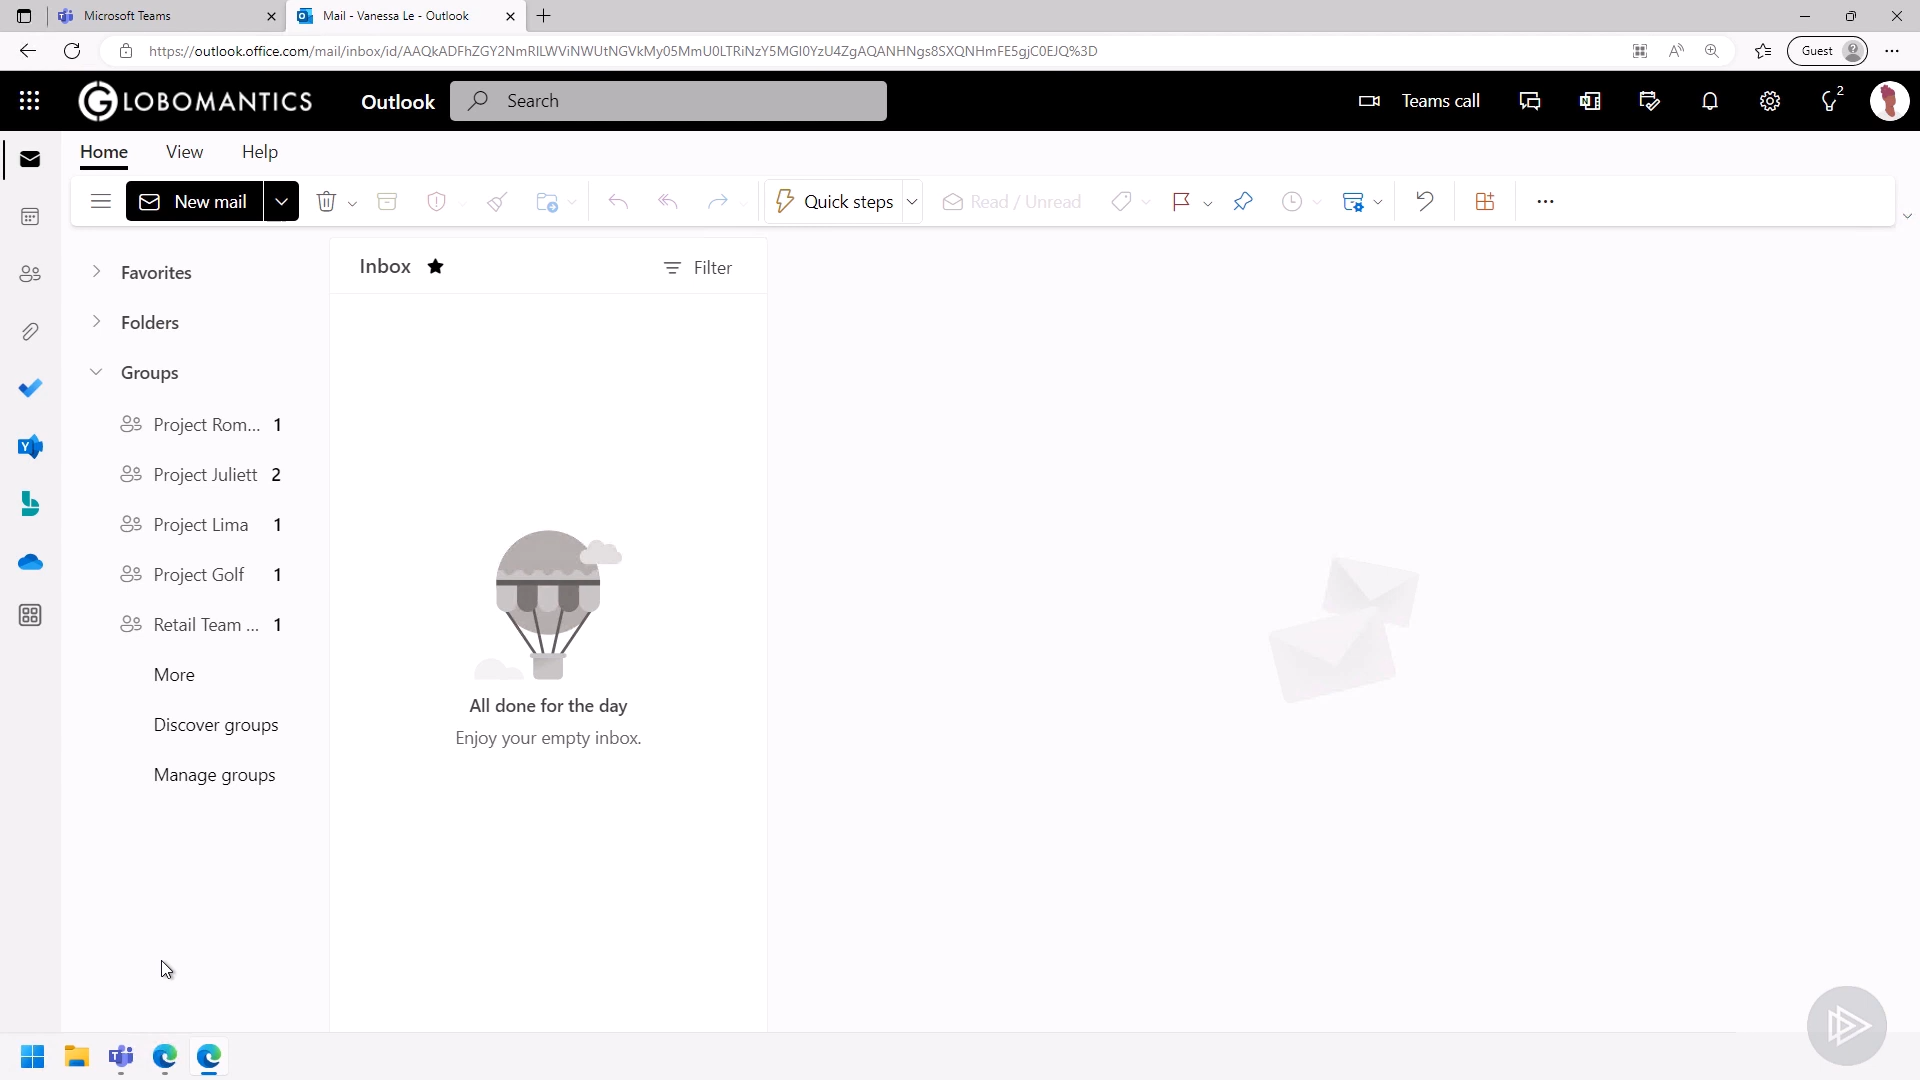 Microsoft Teams
Mail - Vanessa Le - Outlook
https://outlook.office.com/mail/inbox/id/AAQkADFhZGY2NmRlLWViNWUtNGVkMy05MmU0LTRiNzY5MGI0YzU4ZgAQANHNgs8SXQNHmFE5gjC0EJQ%3D
Guest
GLOBOMANTICS
Outlook
Search
Teams call
2
Home
View
Help
New mail
Quick steps
Read / Unread
Favorites
Folders
Groups
Project Rom... 1
Project Juliett 2
Project Lima 1
Project Golf 1
Retail Team ... 1
More
Discover groups
Manage groups
Inbox
Filter
All done for the day
Enjoy your empty inbox.